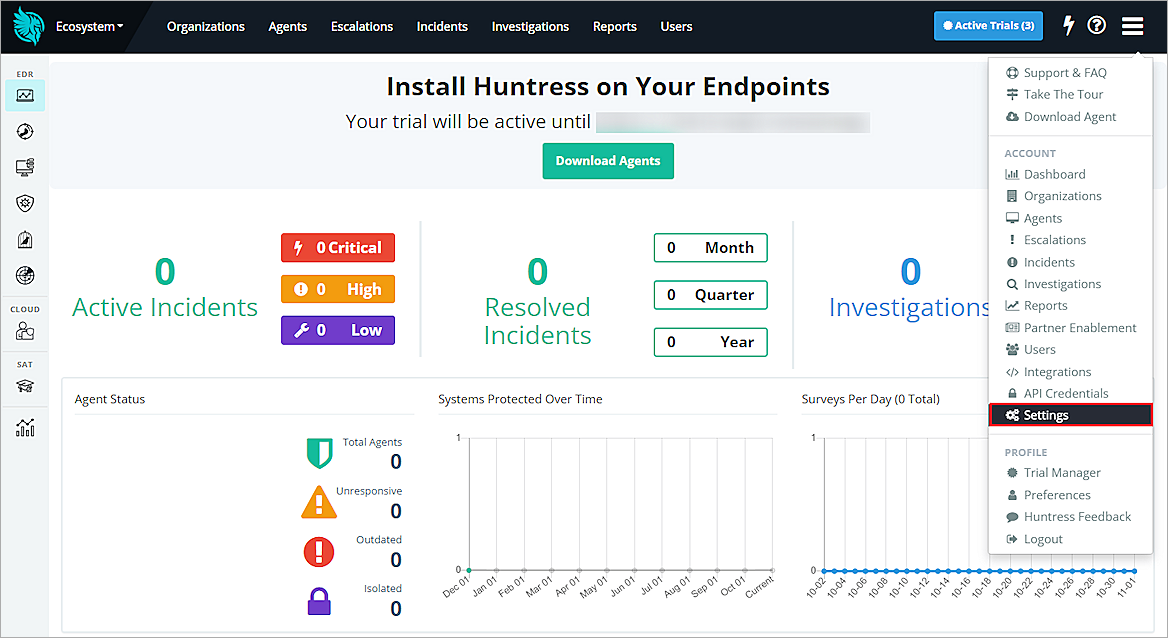 Ecosystem
Organizations
Agents
Escalations
Incidents
Investigations
Reports
Users
Active Trials (3)
EDR
CLOUD
SAT
Install Huntress on Your Endpoints
Your trial will be active until
Download Agents
0
Active Incidents
0 Critical
0 High
0 Low
0
Resolved
Incidents
0 Month
0 Quarter
0 Year
0
Investigations
Agent Status
Total Agents
0
Unresponsive
0
Outdated
0
Isolated
0
Systems Protected Over Time
1
0
Dec 01
Jan 01
Feb 01
Mar 01
Apr 01
May 01
Jun 01
Jul 01
Aug 01
Sep 01
Oct 01
Current
Surveys Per Day (0 Total)
1
0
10-02
10-04
10-06
10-08
10-10
10-12
10-14
10-16
10-18
10-20
10-22
10-24
10-26
10-28
10-30
11-01
Support & FAQ
Take The Tour
Download Agent
ACCOUNT
Dashboard
Organizations
Agents
Escalations
Incidents
Investigations
Reports
Partner Enablement
Users
Integrations
API Credentials
Settings
PROFILE
Trial Manager
Preferences
Huntress Feedback
Logout